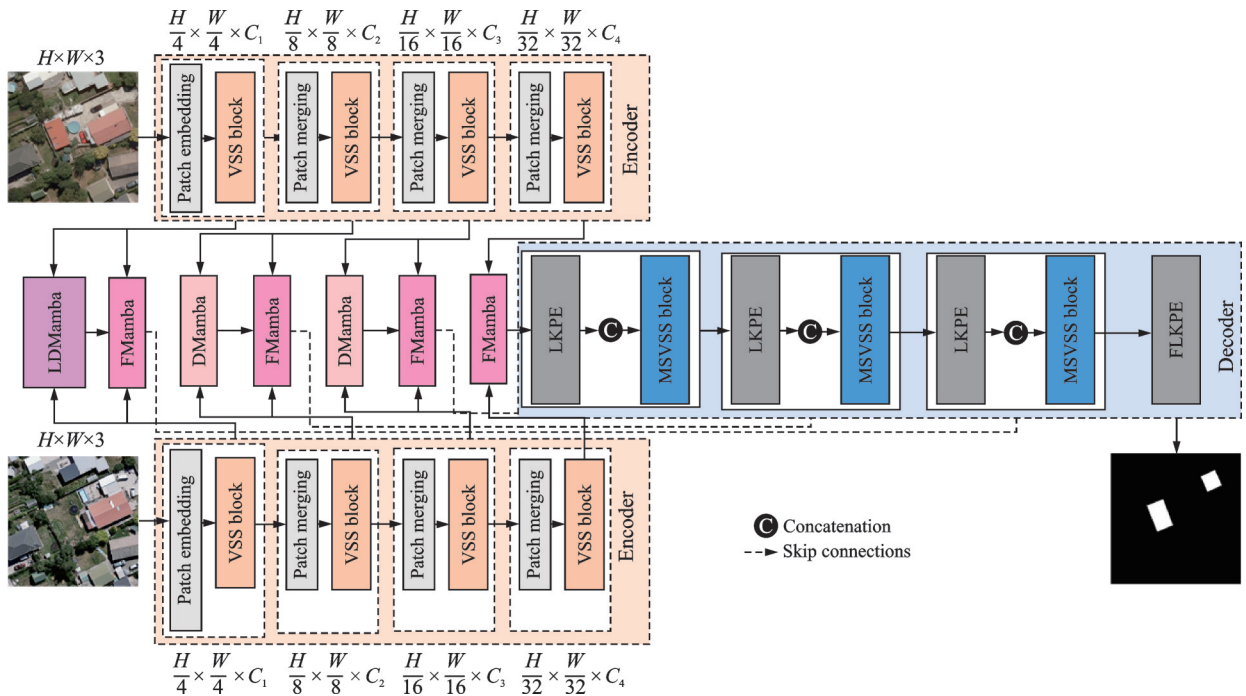 H/4 × W/4 × C₁
H/8 × W/8 × C₂
H/16 × W/16 × C₃
H/32 × W/32 × C₄
H×W×3
Patch embedding
VSS block
Patch merging
VSS block
Patch merging
VSS block
Patch merging
VSS block
Encoder
LDMamba
FMamba
DMamba
FMamba
DMamba
FMamba
FMamba
LKPE
C
MSVSS block
LKPE
C
MSVSS block
LKPE
C
MSVSS block
FLKPE
Decoder
H×W×3
Patch embedding
VSS block
Patch merging
VSS block
Patch merging
VSS block
Patch merging
VSS block
Encoder
C Concatenation
Skip connections
H/4 × W/4 × C₁
H/8 × W/8 × C₂
H/16 × W/16 × C₃
H/32 × W/32 × C₄